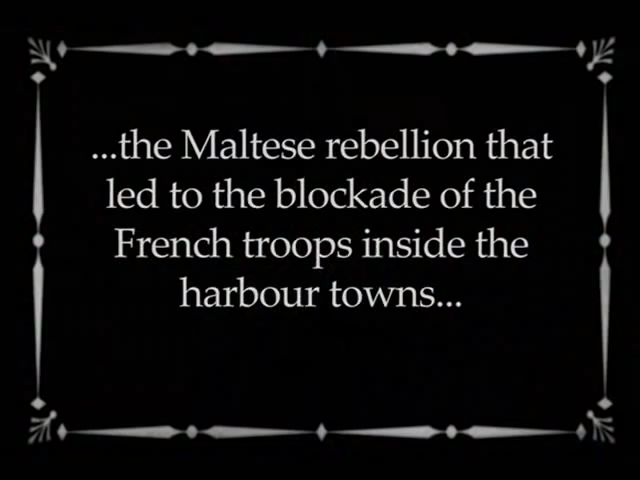 ...the Maltese rebellion that
led to the blockade of the
French troops inside the
harbour towns...